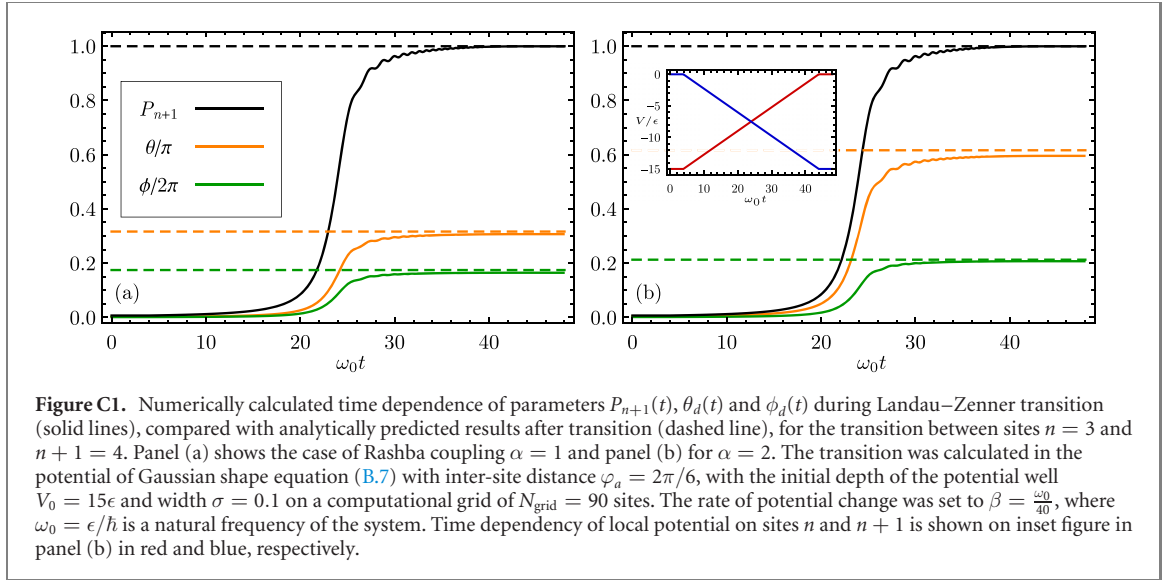 1.0
0.8
0.6
0.4
0.2
0.0
P_{n+1}
θ/π
ϕ/2π
(a)
0
10
20
30
40
ω_0t
1.0
0.8
0.6
0.4
0.2
0.0
0
−5
V/ϵ
−10
−15
0
10
20
30
40
ω_0t
(b)
0
10
20
30
40
ω_0t
Figure C1. Numerically calculated time dependence of parameters P_{n+1}(t), θ_d(t) and ϕ_d(t) during Landau–Zenner transition
(solid lines), compared with analytically predicted results after transition (dashed line), for the transition between sites n = 3 and
n + 1 = 4. Panel (a) shows the case of Rashba coupling α = 1 and panel (b) for α = 2. The transition was calculated in the
potential of Gaussian shape equation (B.7) with inter-site distance φ_a = 2π/6, with the initial depth of the potential well
V_0 = 15ϵ and width σ = 0.1 on a computational grid of N_grid = 90 sites. The rate of potential change was set to β = ω_0/40, where
ω_0 = ϵ/ℏ is a natural frequency of the system. Time dependency of local potential on sites n and n + 1 is shown on inset figure in
panel (b) in red and blue, respectively.